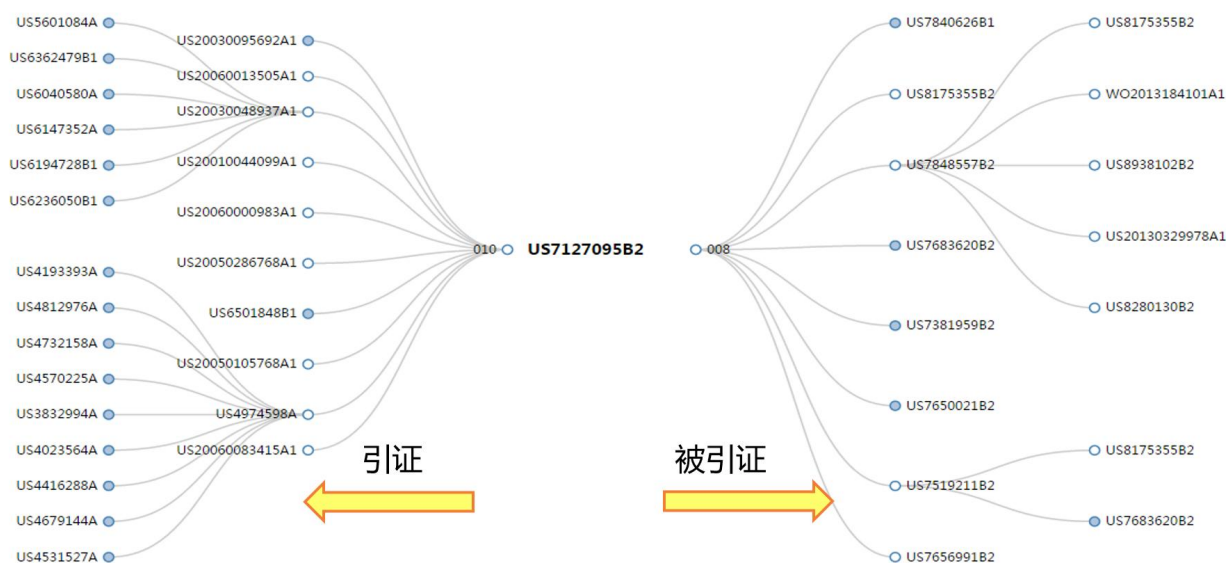 US5601084A
US6362479B1
US6040580A
US6147352A
US6194728B1
US6236050B1
US4193393A
US4812976A
US4732158A
US4570225A
US3832994A
US4023564A
US4416288A
US4679144A
US4531527A
US20030095692A1
US20060013505A1
US20030048937A1
US20010044099A1
US20060000983A1
US20050286768A1
US6501848B1
US20050105768A1
US4974598A
US20060083415A1
010
US7127095B2
008
引证
被引证
US7840626B1
US8175355B2
US7848557B2
US7683620B2
US7381959B2
US7650021B2
US7519211B2
US7656991B2
US8175355B2
WO2013184101A1
US8938102B2
US20130329978A1
US8280130B2
US8175355B2
US7683620B2